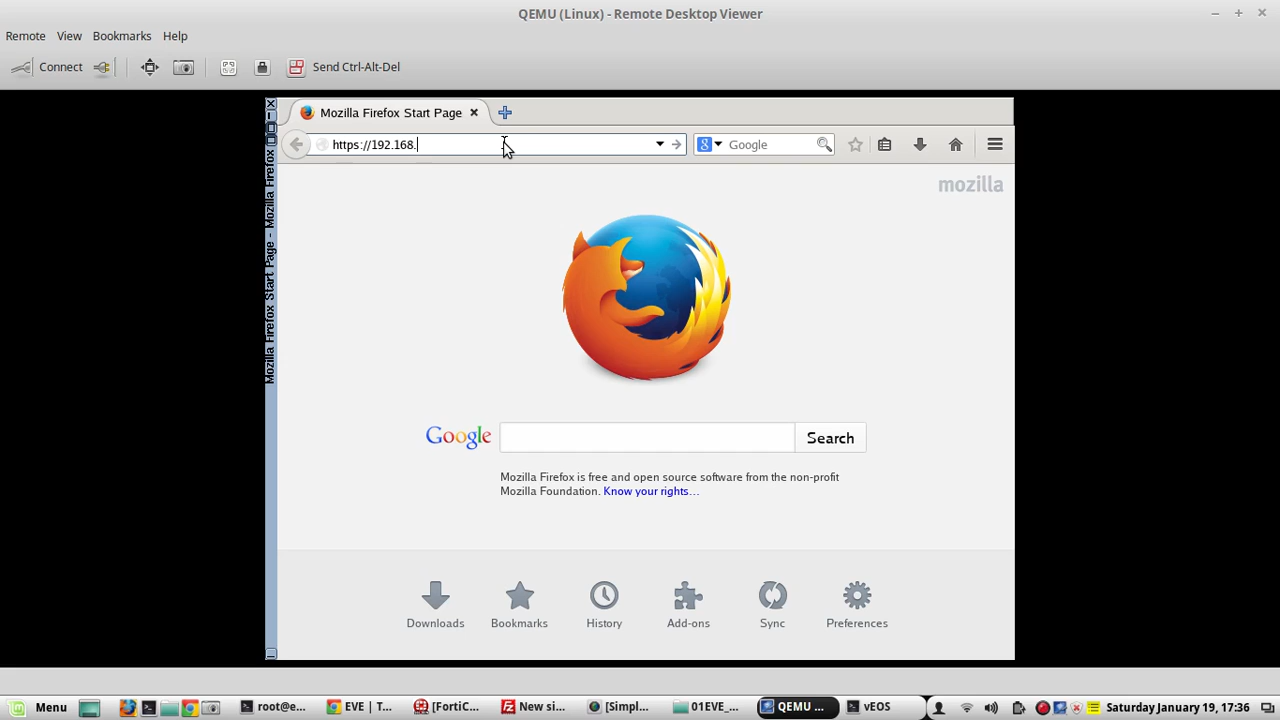 QEMU (Linux) - Remote Desktop Viewer
Remote View Bookmarks Help
Connect Send Ctrl-Alt-Del
Mozilla Firefox Start Page
https://192.168. Google
Mozilla Firefox Start Page - Mozilla Firefox
mozilla
Google Search
Mozilla Firefox is free and open source software from the non-profit
Mozilla Foundation. Know your rights...
Downloads Bookmarks History Add-ons Sync Preferences
Menu root@e... EVE | T... [FortiC... New si... [Simpl... 01EVE_... QEMU ... vEOS Saturday January 19, 17:36